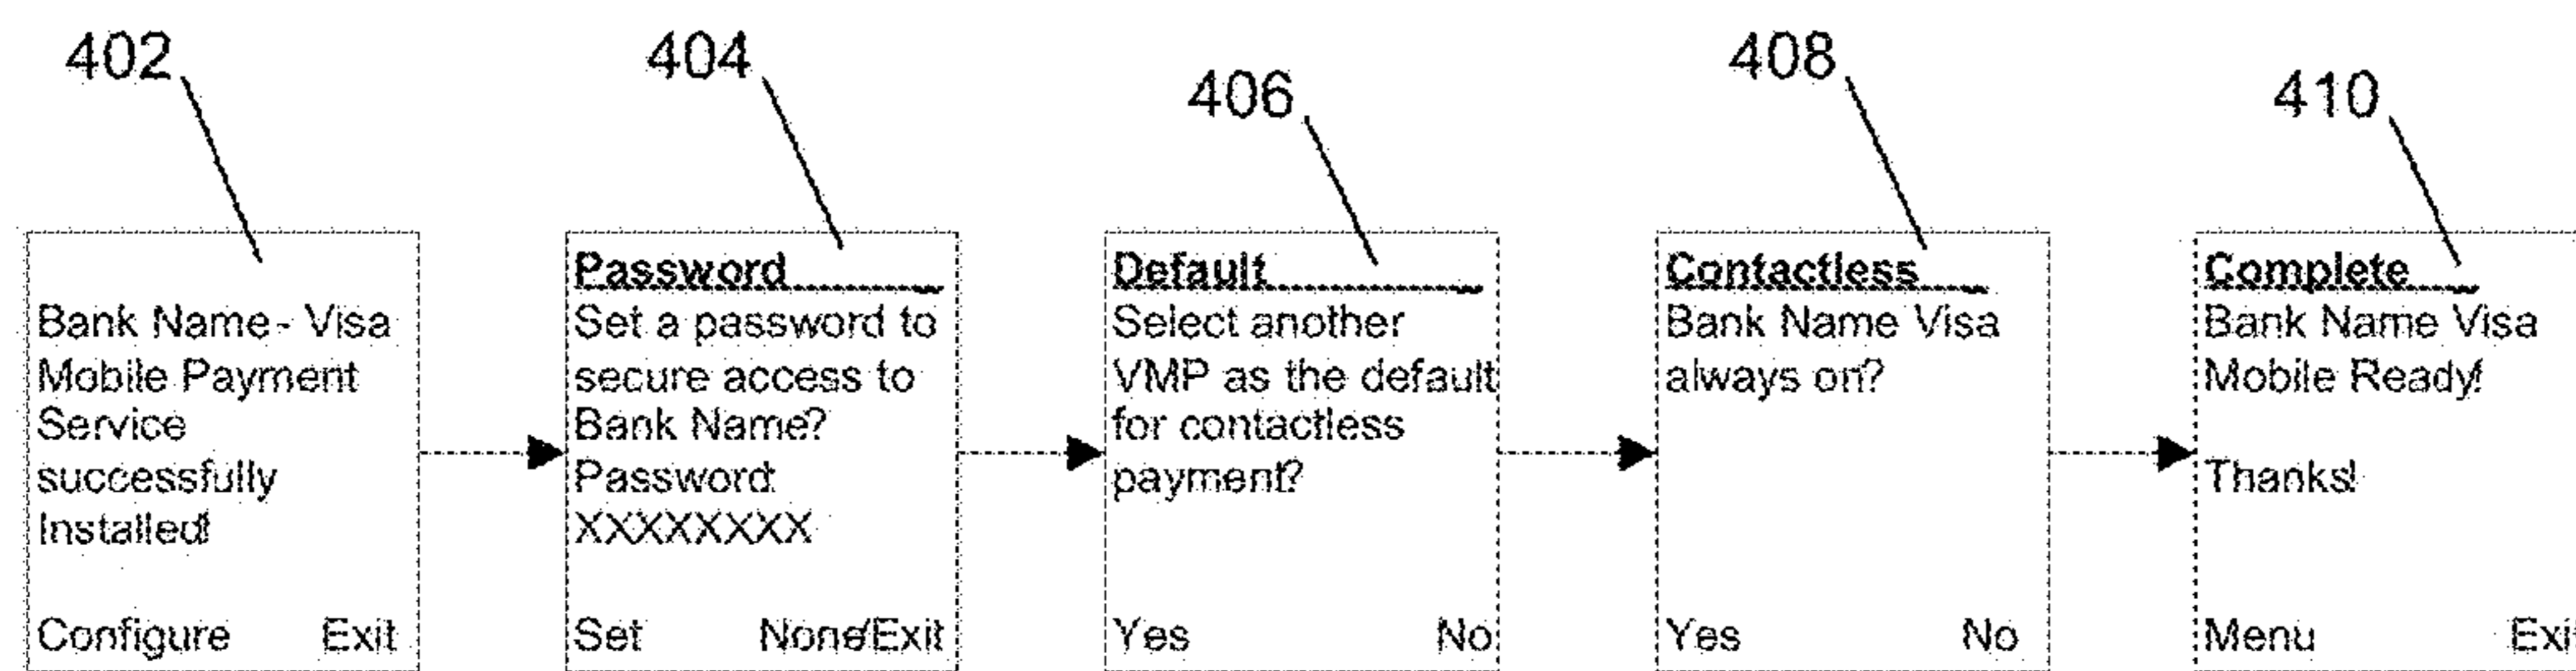 402
404
406
408
410
Bank Name - Visa
Mobile Payment
Service
successfully
Installed!
Configure Exit
Password
Set a password to
secure access to
Bank Name?
Password:
XXXXXXXX
Set None/Exit
Default
Select another
VMP as the default
for contactless
payment?
Yes No
Contactless
Bank Name Visa
always on?
Yes No
Complete
Bank Name Visa
Mobile Ready!
Thanks!
Menu Exit